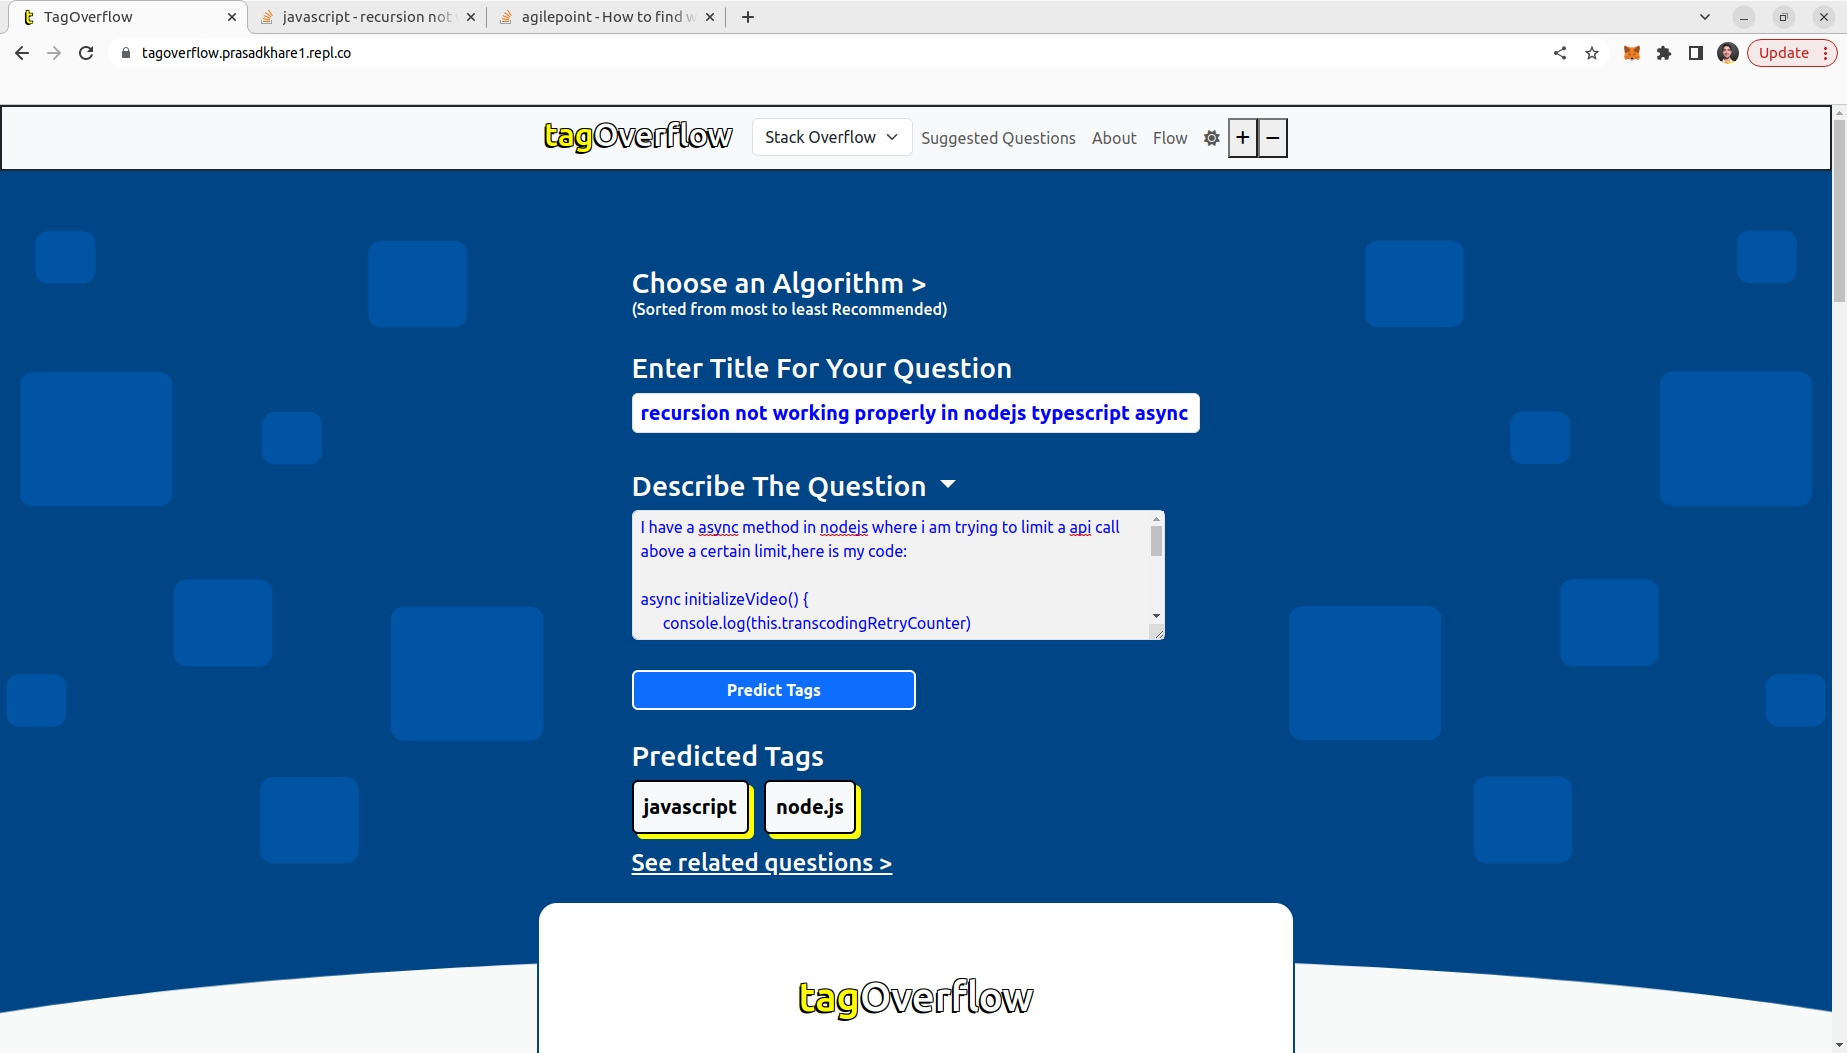 TagOverflow
javascript - recursion not
agilepoint - How to find w
tagoverflow.prasadkhare1.repl.co
Update
tagOverflow
Stack Overflow
Suggested Questions
About
Flow
+
−
Choose an Algorithm >
(Sorted from most to least Recommended)
Enter Title For Your Question
recursion not working properly in nodejs typescript async
Describe The Question
I have a async method in nodejs where i am trying to limit a api call
above a certain limit,here is my code:
async initializeVideo() {
console.log(this.transcodingRetryCounter)
Predict Tags
Predicted Tags
javascript
node.js
See related questions >
tagOverflow